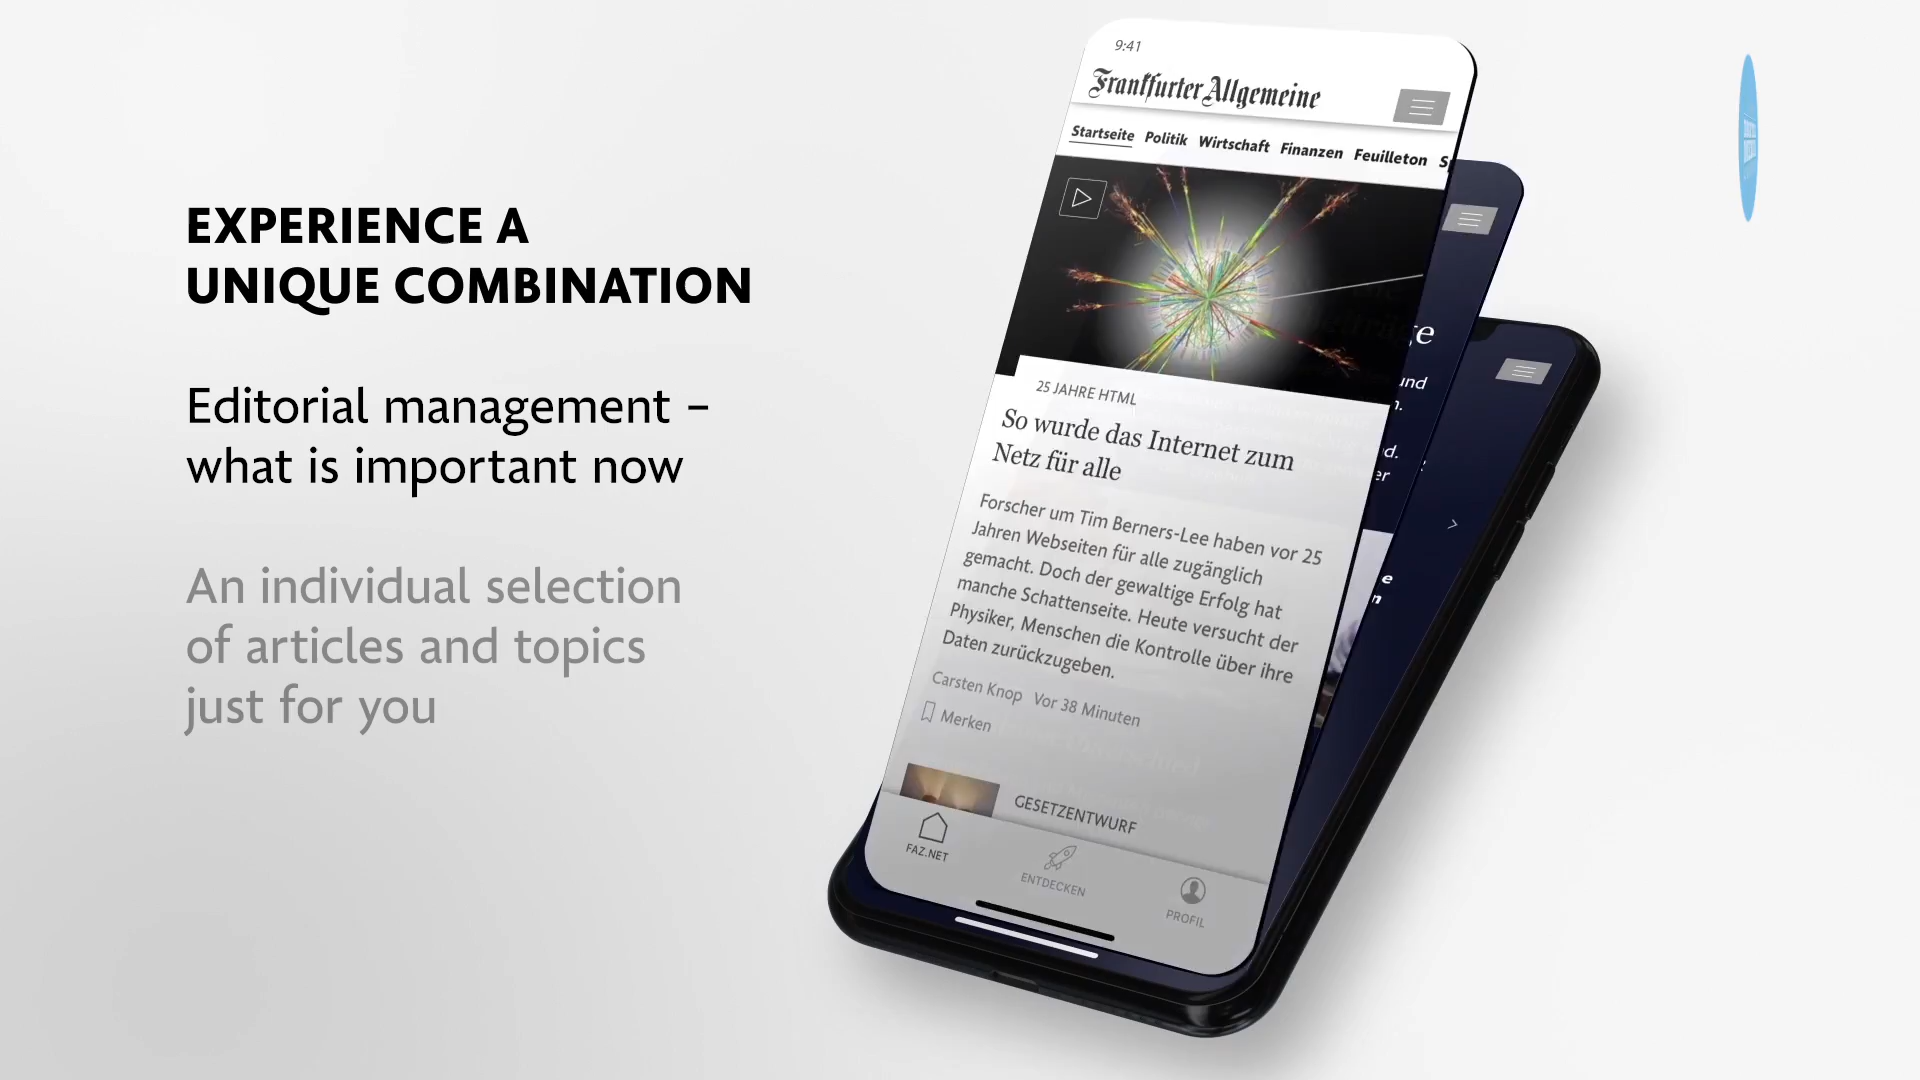 EXPERIENCE A
UNIQUE COMBINATION
Editorial management –
what is important now
An individual selection
of articles and topics
just for you
9:41
Frankfurter Allgemeine
Startseite Politik Wirtschaft Finanzen Feuilleton
25 JAHRE HTML
So wurde das Internet zum
Netz für alle
Forscher um Tim Berners-Lee haben vor 25
Jahren Webseiten für alle zugänglich
gemacht. Doch der gewaltige Erfolg hat
manche Schattenseite. Heute versucht der
Physiker, Menschen die Kontrolle über ihre
Daten zurückzugeben.
Carsten Knop Vor 38 Minuten
Merken
GESETZENTWURF
FAZ.NET
ENTDECKEN
PROFIL